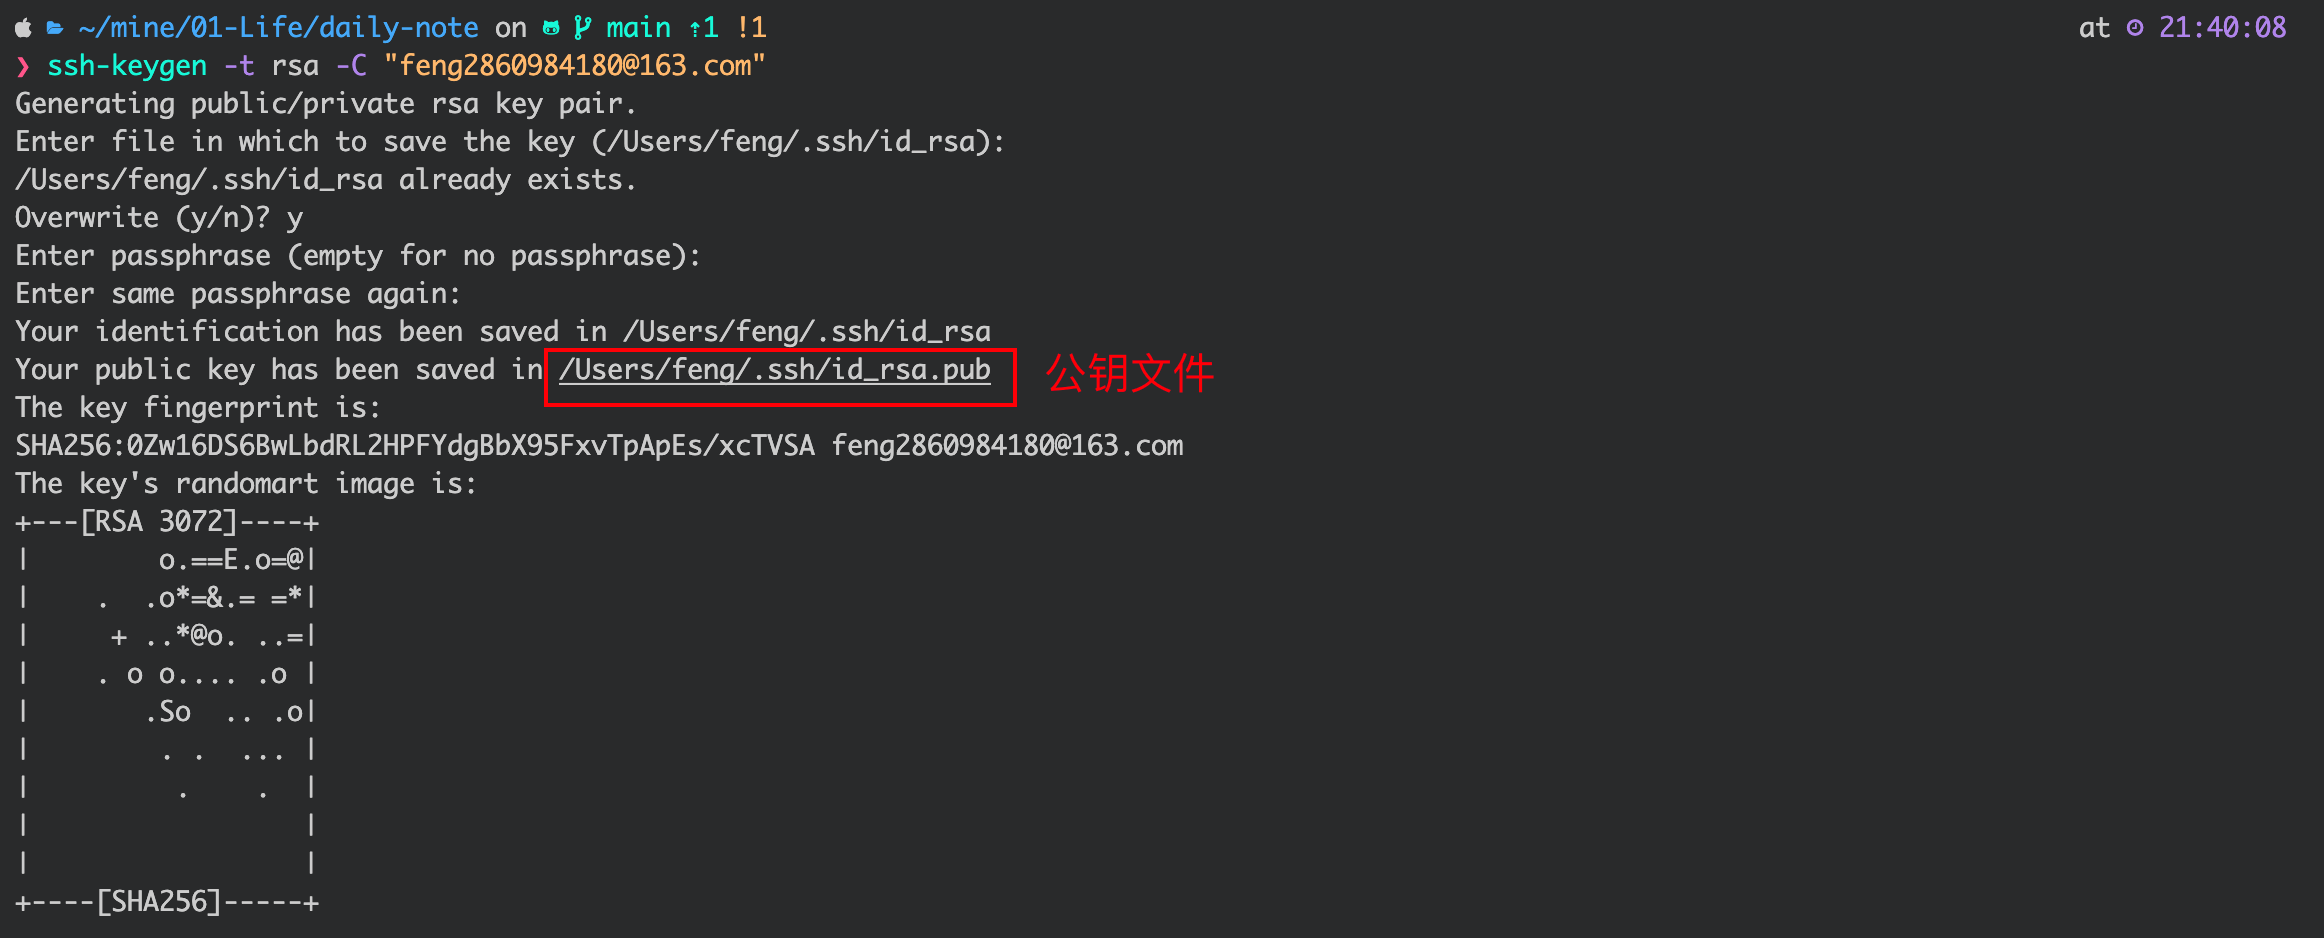 ~/mine/01-Life/daily-note on main ⇡1 !1 at 21:40:08
❯ ssh-keygen -t rsa -C "feng2860984180@163.com"
Generating public/private rsa key pair.
Enter file in which to save the key (/Users/feng/.ssh/id_rsa):
/Users/feng/.ssh/id_rsa already exists.
Overwrite (y/n)? y
Enter passphrase (empty for no passphrase):
Enter same passphrase again:
Your identification has been saved in /Users/feng/.ssh/id_rsa
Your public key has been saved in /Users/feng/.ssh/id_rsa.pub 公钥文件
The key fingerprint is:
SHA256:0Zw16DS6BwLbdRL2HPFYdgBbX95FxvTpApEs/xcTVSA feng2860984180@163.com
The key's randomart image is:
+---[RSA 3072]----+
|        o.==E.o=@|
|    .  .o*=&.= =*|
|     + ..*@o. ..=|
|    . o o.... .o |
|       .So  .. .o|
|        . .  ... |
|         .    .  |
|                 |
|                 |
+----[SHA256]-----+